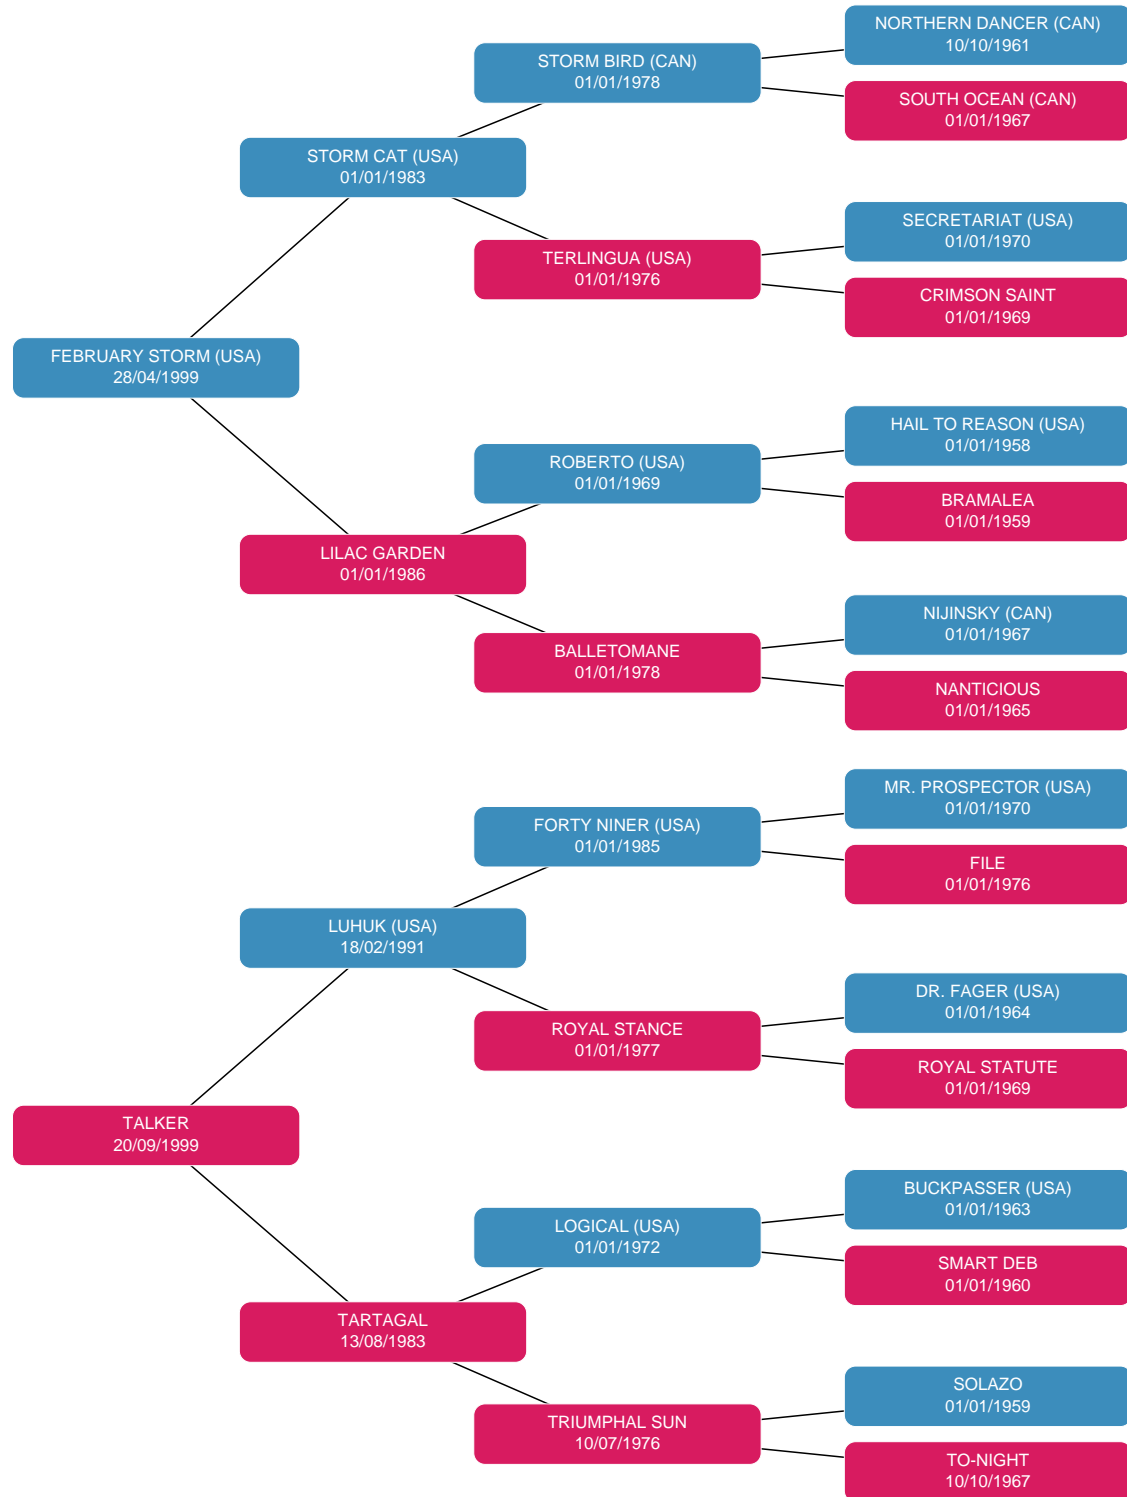 NORTHERN DANCER (CAN)
10/10/1961
STORM BIRD (CAN)
01/01/1978
SOUTH OCEAN (CAN)
01/01/1967
STORM CAT (USA)
01/01/1983
SECRETARIAT (USA)
01/01/1970
TERLINGUA (USA)
01/01/1976
CRIMSON SAINT
01/01/1969
FEBRUARY STORM (USA)
28/04/1999
HAIL TO REASON (USA)
01/01/1958
ROBERTO (USA)
01/01/1969
BRAMALEA
01/01/1959
LILAC GARDEN
01/01/1986
NIJINSKY (CAN)
01/01/1967
BALLETOMANE
01/01/1978
NANTICIOUS
01/01/1965
MR. PROSPECTOR (USA)
01/01/1970
FORTY NINER (USA)
01/01/1985
FILE
01/01/1976
LUHUK (USA)
18/02/1991
DR. FAGER (USA)
01/01/1964
ROYAL STANCE
01/01/1977
ROYAL STATUTE
01/01/1969
TALKER
20/09/1999
BUCKPASSER (USA)
01/01/1963
LOGICAL (USA)
01/01/1972
SMART DEB
01/01/1960
TARTAGAL
13/08/1983
SOLAZO
01/01/1959
TRIUMPHAL SUN
10/07/1976
TO-NIGHT
10/10/1967